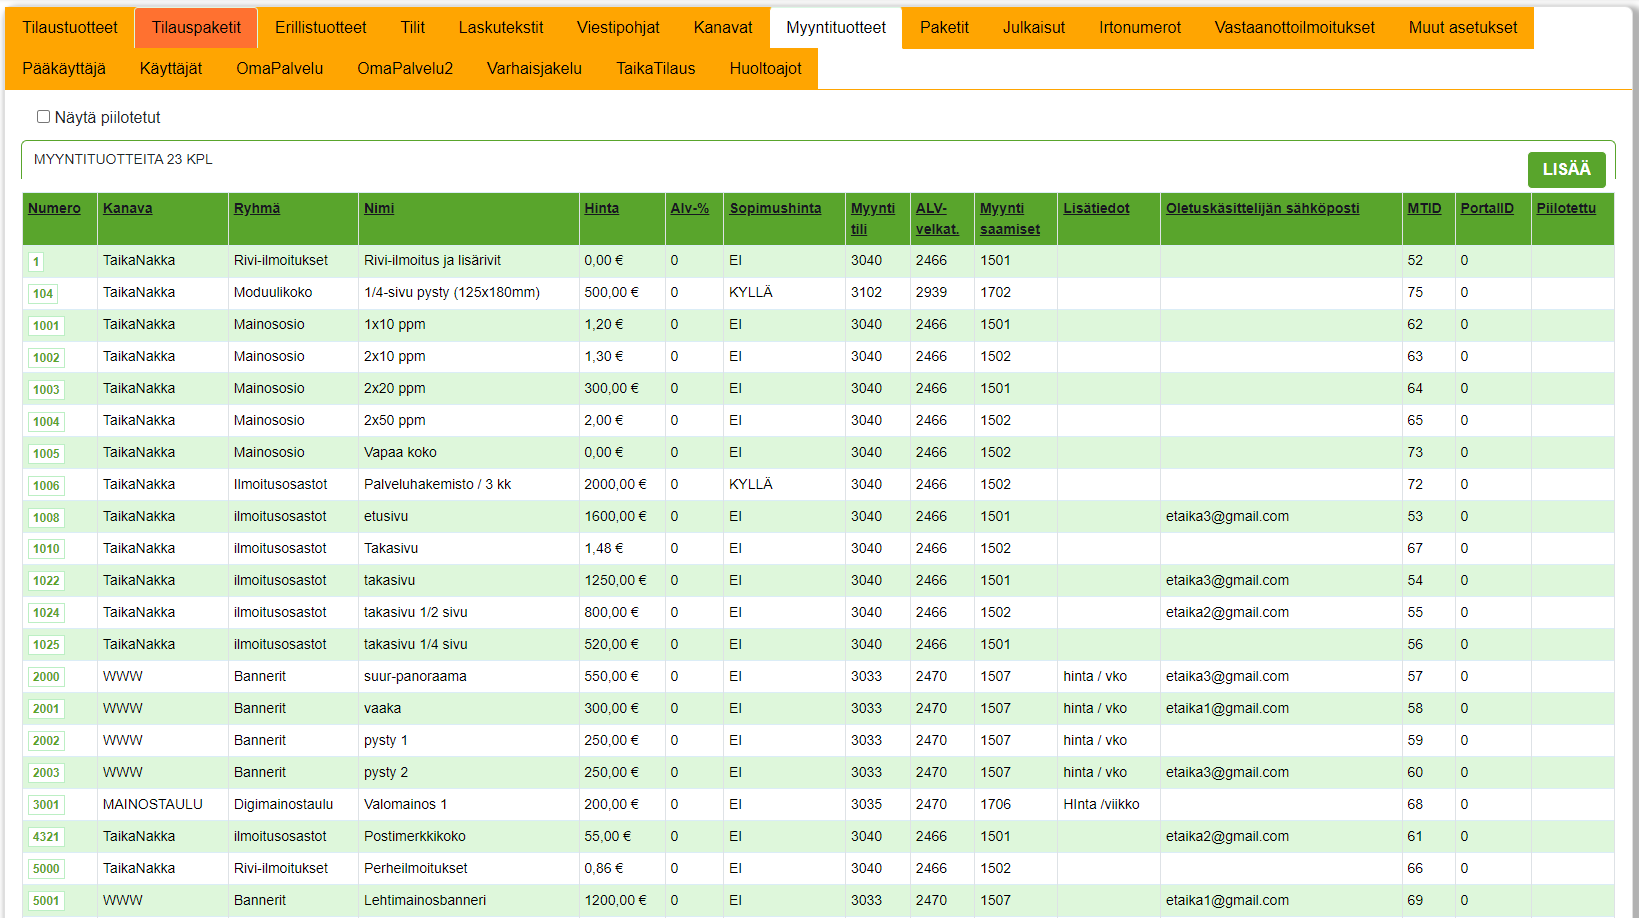 Tilaustuotteet Tilauspaketit Erillistuotteet Tilit Laskutekstit Viestipohjat Kanavat Myyntituotteet Paketit Julkaisut Irtonumerot Vastaanottoilmoitukset Muut asetukset
Pääkäyttäjä Käyttäjät OmaPalvelu OmaPalvelu2 Varhaisjakelu TaikaTilaus Huoltoajot
Näytä piilotetut
MYYNTITUOTTEITA 23 KPL
LISÄÄ
Numero Kanava Ryhmä Nimi Hinta Alv-% Sopimushinta Myynti ALV- Myynti Lisätiedot Oletuskäsittelijän sähköposti MTID PortalID Piilotettu
tili velkat. saamiset
1 TaikaNakka Rivi-ilmoitukset Rivi-ilmoitus ja lisärivit 0,00 € 0 EI 3040 2466 1501 52 0
104 TaikaNakka Moduulikoko 1/4-sivu pysty (125x180mm) 500,00 € 0 KYLLÄ 3102 2939 1702 75 0
1001 TaikaNakka Mainososio 1x10 ppm 1,20 € 0 EI 3040 2466 1501 62 0
1002 TaikaNakka Mainososio 2x10 ppm 1,30 € 0 EI 3040 2466 1502 63 0
1003 TaikaNakka Mainososio 2x20 ppm 300,00 € 0 EI 3040 2466 1501 64 0
1004 TaikaNakka Mainososio 2x50 ppm 2,00 € 0 EI 3040 2466 1502 65 0
1005 TaikaNakka Mainososio Vapaa koko 0,00 € 0 EI 3040 2466 1502 73 0
1006 TaikaNakka Ilmoitusosastot Palveluhakemisto / 3 kk 2000,00 € 0 KYLLÄ 3040 2466 1502 72 0
1008 TaikaNakka ilmoitusosastot etusivu 1600,00 € 0 EI 3040 2466 1501 etaika3@gmail.com 53 0
1010 TaikaNakka ilmoitusosastot Takasivu 1,48 € 0 EI 3040 2466 1502 67 0
1022 TaikaNakka ilmoitusosastot takasivu 1250,00 € 0 EI 3040 2466 1501 etaika3@gmail.com 54 0
1024 TaikaNakka ilmoitusosastot takasivu 1/2 sivu 800,00 € 0 EI 3040 2466 1502 etaika2@gmail.com 55 0
1025 TaikaNakka ilmoitusosastot takasivu 1/4 sivu 520,00 € 0 EI 3040 2466 1501 56 0
2000 WWW Bannerit suur-panoraama 550,00 € 0 EI 3033 2470 1507 hinta / vko etaika3@gmail.com 57 0
2001 WWW Bannerit vaaka 300,00 € 0 EI 3033 2470 1507 hinta / vko etaika1@gmail.com 58 0
2002 WWW Bannerit pysty 1 250,00 € 0 EI 3033 2470 1507 hinta / vko 59 0
2003 WWW Bannerit pysty 2 250,00 € 0 EI 3033 2470 1507 hinta / vko etaika3@gmail.com 60 0
3001 MAINOSTAULU Digimainostaulu Valomainos 1 200,00 € 0 EI 3035 2470 1706 HInta /viikko 68 0
4321 TaikaNakka ilmoitusosastot Postimerkkikoko 55,00 € 0 EI 3040 2466 1501 etaika2@gmail.com 61 0
5000 TaikaNakka Rivi-ilmoitukset Perheilmoitukset 0,86 € 0 EI 3040 2466 1502 66 0
5001 WWW Bannerit Lehtimainosbanneri 1200,00 € 0 EI 3033 2470 1507 etaika1@gmail.com 69 0